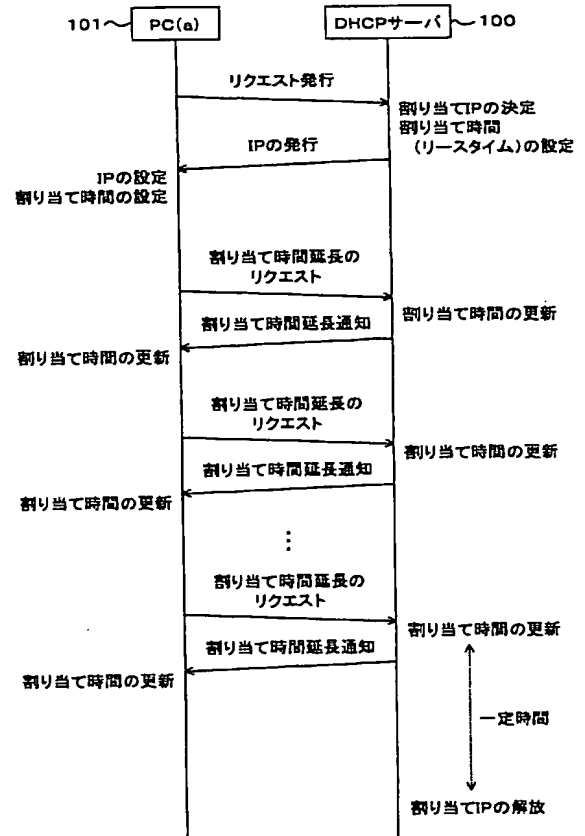 101
PC(a)
DHCPサーバ
100
リクエスト発行
割り当てIPの決定
割り当て時間
(リースタイム)の設定
IPの発行
IPの設定
割り当て時間の設定
割り当て時間延長の
リクエスト
割り当て時間の更新
割り当て時間延長通知
割り当て時間の更新
割り当て時間延長の
リクエスト
割り当て時間の更新
割り当て時間延長通知
割り当て時間の更新
⋮
割り当て時間延長の
リクエスト
割り当て時間の更新
割り当て時間延長通知
割り当て時間の更新
一定時間
割り当てIPの解放